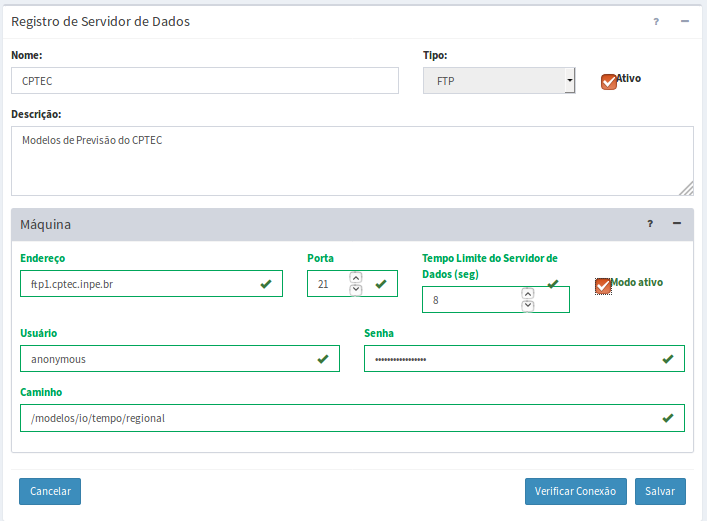 Registro de Servidor de Dados ? −
Nome: Tipo:
CPTEC FTP Ativo
Descrição:
Modelos de Previsão do CPTEC
Máquina ? −
Endereço Porta Tempo Limite do Servidor de
Dados (seg)
ftp1.cptec.inpe.br 21 8 Modo ativo
Usuário Senha
anonymous •••••••••••••••••
Caminho
/modelos/io/tempo/regional
Cancelar Verificar Conexão Salvar